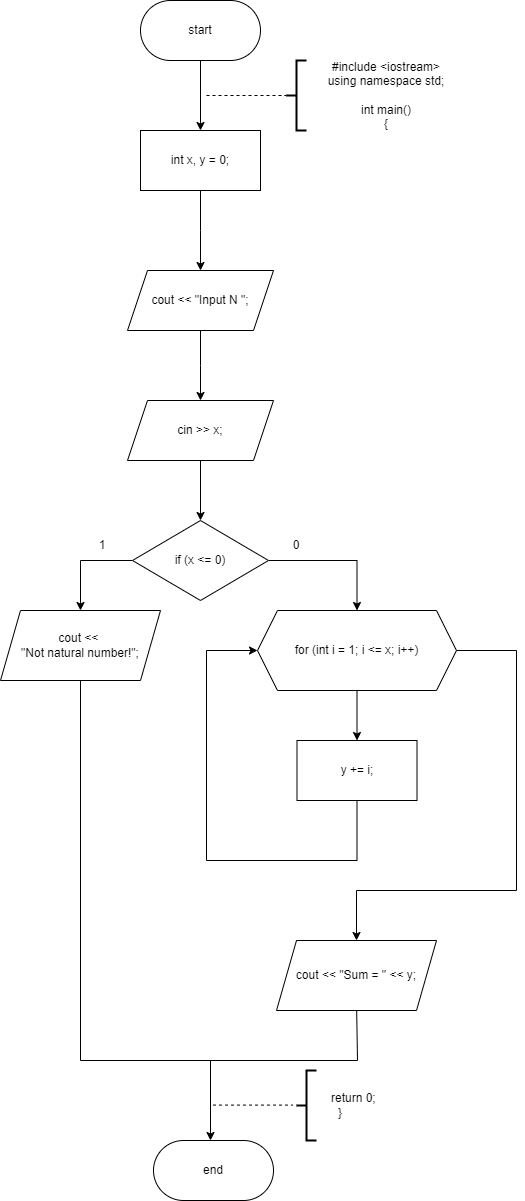 start
#include <iostream>
using namespace std;
int main()
{
int x, y = 0;
cout << "Input N ";
cin >> x;
if (x <= 0)
1
0
cout <<
"Not natural number!";
for (int i = 1; i <= x; i++)
y += i;
cout << "Sum = " << y;
return 0;
}
end